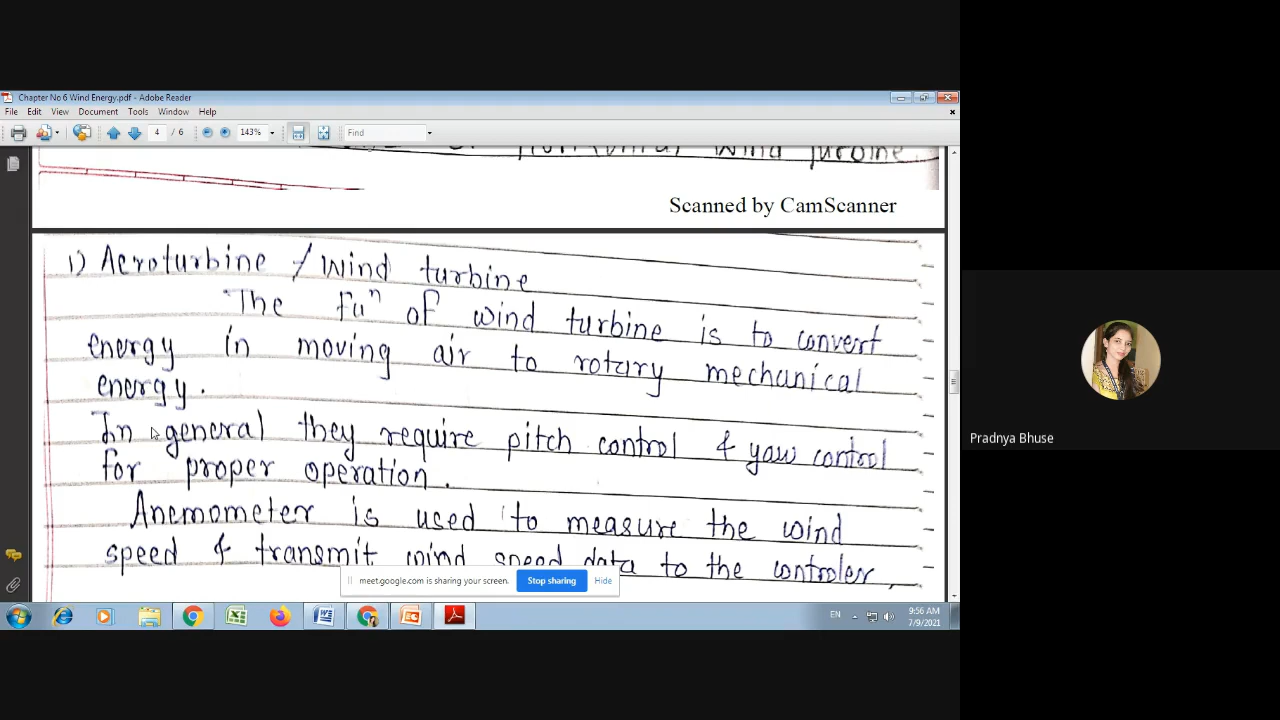 Chapter No 6 Wind Energy.pdf - Adobe Reader
File Edit View Document Tools Window Help
4 / 6 143% Find
Wind Turbine
Scanned by CamScanner
1) Aeroturbine / Wind turbine
The Fuⁿ of wind turbine is to convert
energy in moving air to rotary mechanical
energy.
In general they require pitch control & yaw control
for proper operation.
Anemometer is used to measure the wind
speed & transmit wind speed data to the controler,
meet.google.com is sharing your screen. Stop sharing Hide
EN 9:56 AM
7/9/2021
Pradnya Bhuse